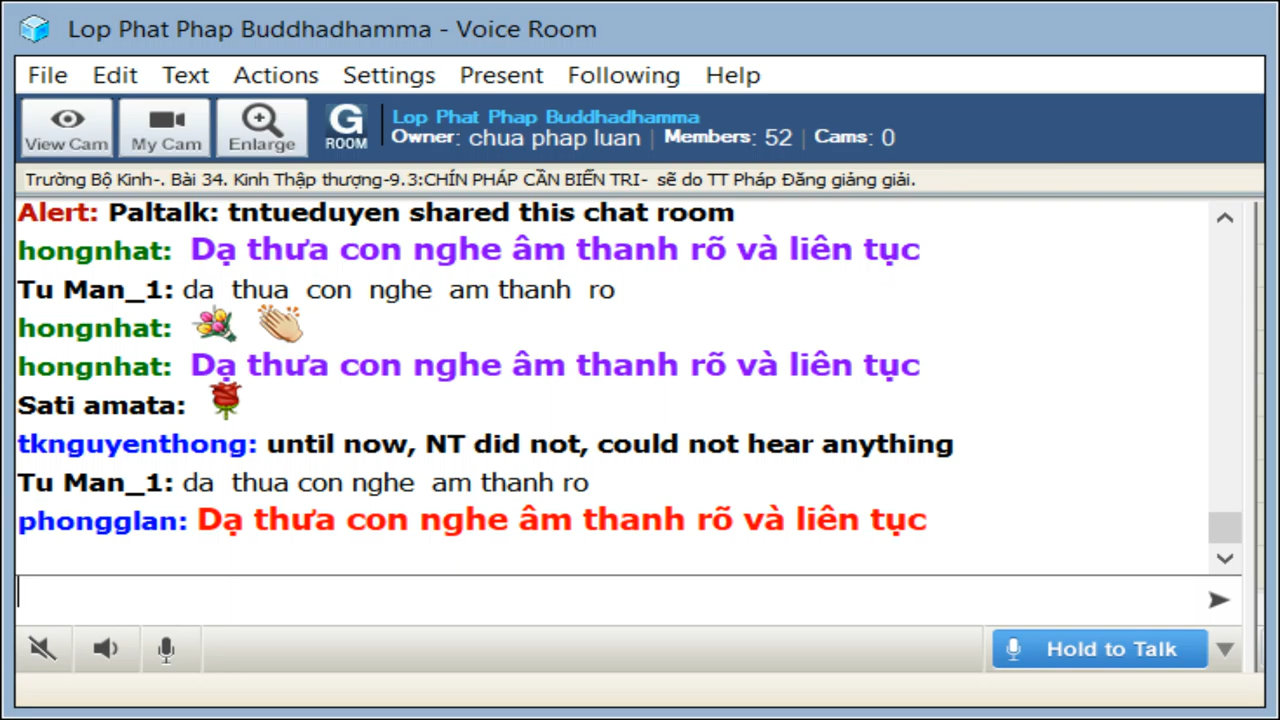 Lop Phat Phap Buddhadhamma - Voice Room
File Edit Text Actions Settings Present Following Help
View Cam My Cam Enlarge G ROOM Lop Phat Phap Buddhadhamma
Owner: chua phap luan | Members: 52 | Cams: 0
Trường Bộ Kinh-. Bài 34. Kinh Thập thượng-9.3:CHÍN PHÁP CẦN BIẾN TRI- sẽ do TT Pháp Đăng giảng giải.
Alert: Paltalk: tntueduyen shared this chat room
hongnhat: Dạ thưa con nghe âm thanh rõ và liên tục
Tu Man_1: da thua con nghe am thanh ro
hongnhat:
hongnhat: Dạ thưa con nghe âm thanh rõ và liên tục
Sati amata:
tknguyenthong: until now, NT did not, could not hear anything
Tu Man_1: da thua con nghe am thanh ro
phongglan: Dạ thưa con nghe âm thanh rõ và liên tục
Hold to Talk